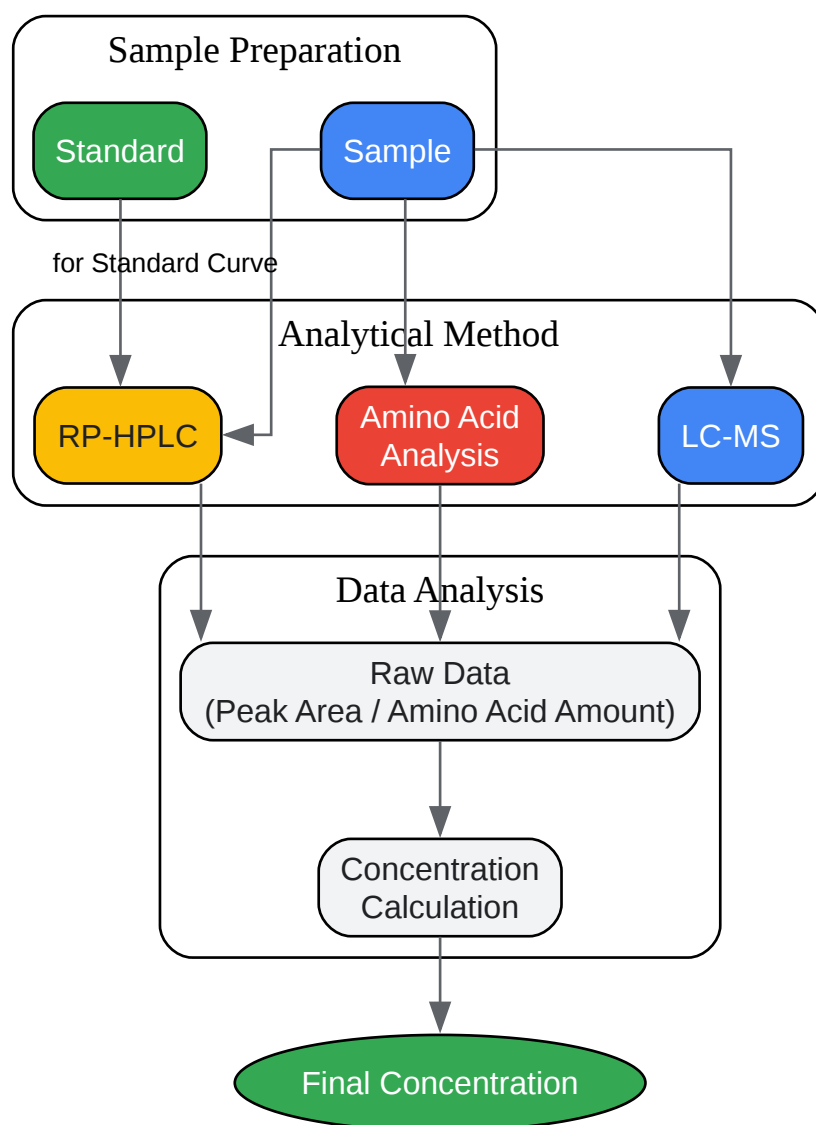 Sample Preparation
Standard
Sample
for Standard Curve
Analytical Method
RP-HPLC
Amino Acid
Analysis
LC-MS
Data Analysis
Raw Data
(Peak Area / Amino Acid Amount)
Concentration
Calculation
Final Concentration